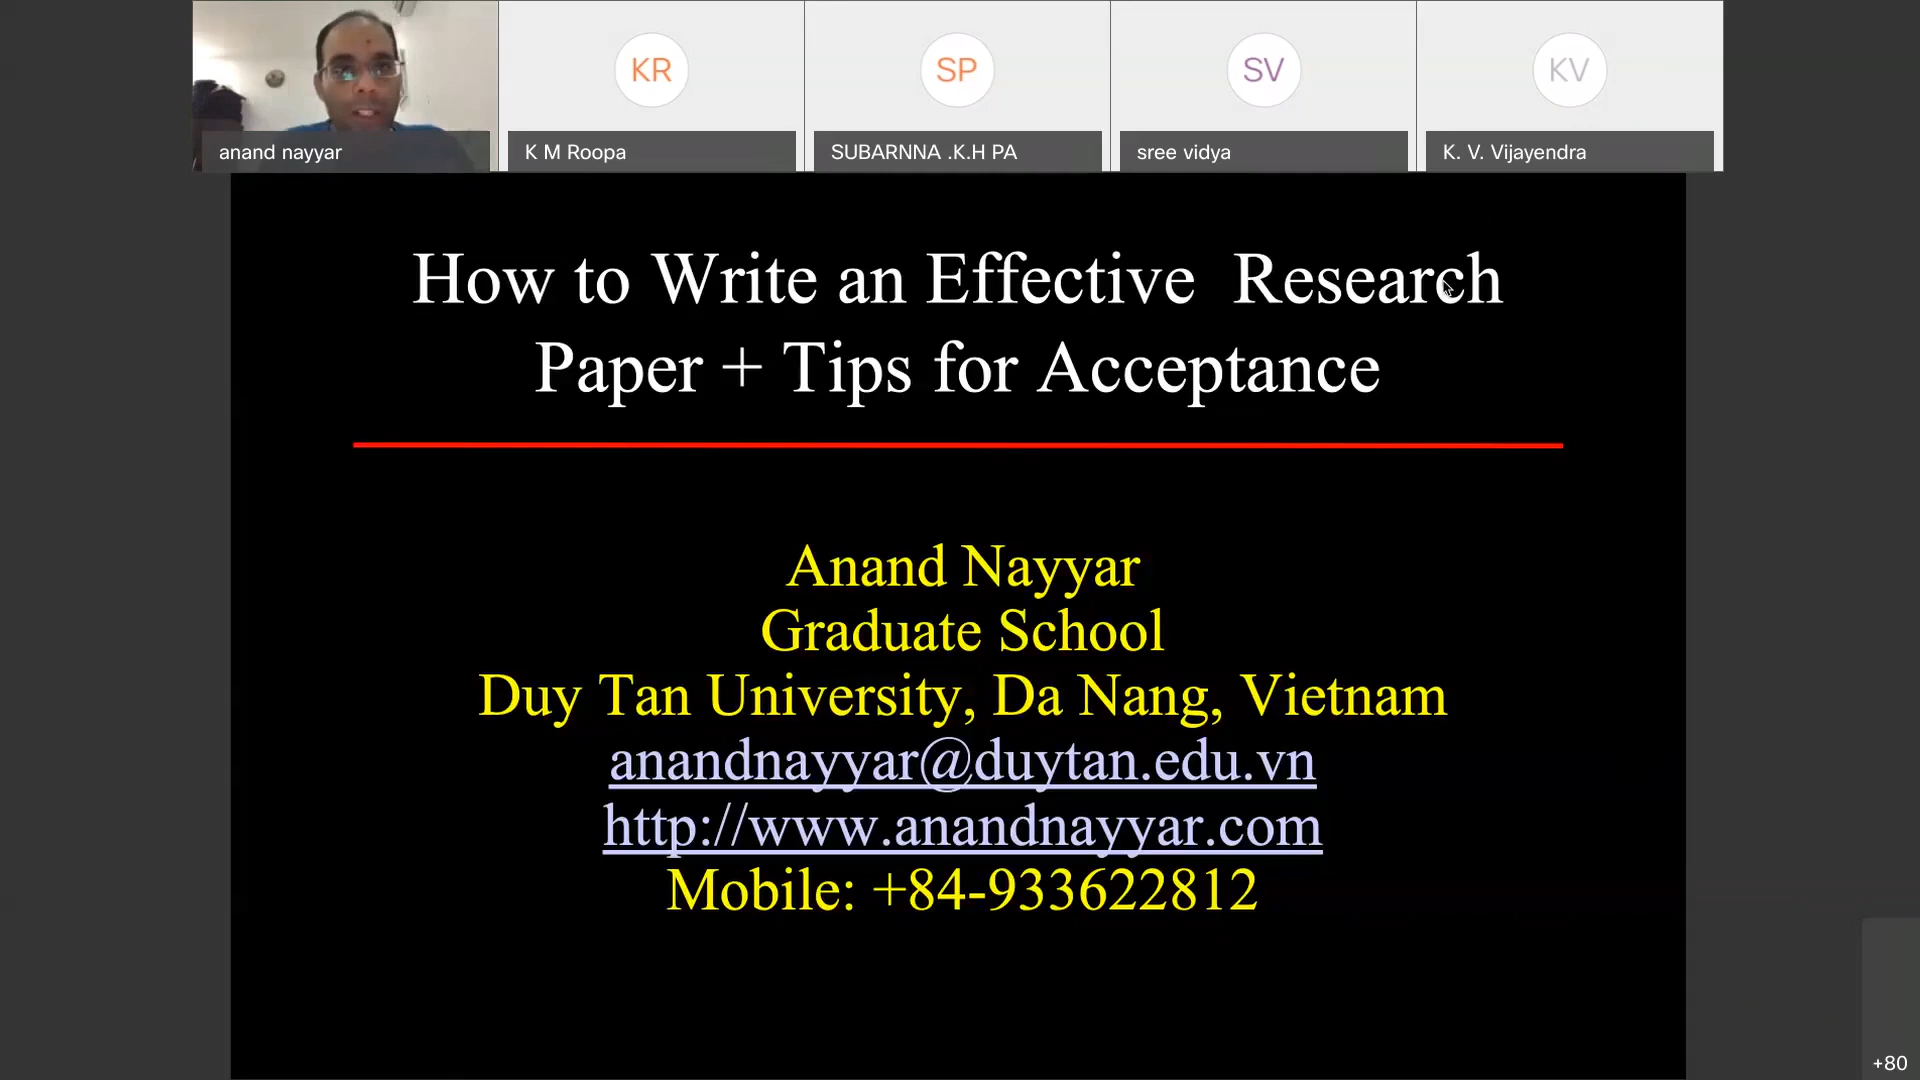 KR
SP
SV
KV
anand nayyar
K M Roopa
SUBARNNA .K.H PA
sree vidya
K. V. Vijayendra
How to Write an Effective  Research
Paper + Tips for Acceptance
Anand Nayyar
Graduate School
Duy Tan University, Da Nang, Vietnam
anandnayyar@duytan.edu.vn
http://www.anandnayyar.com
Mobile: +84-933622812
+80